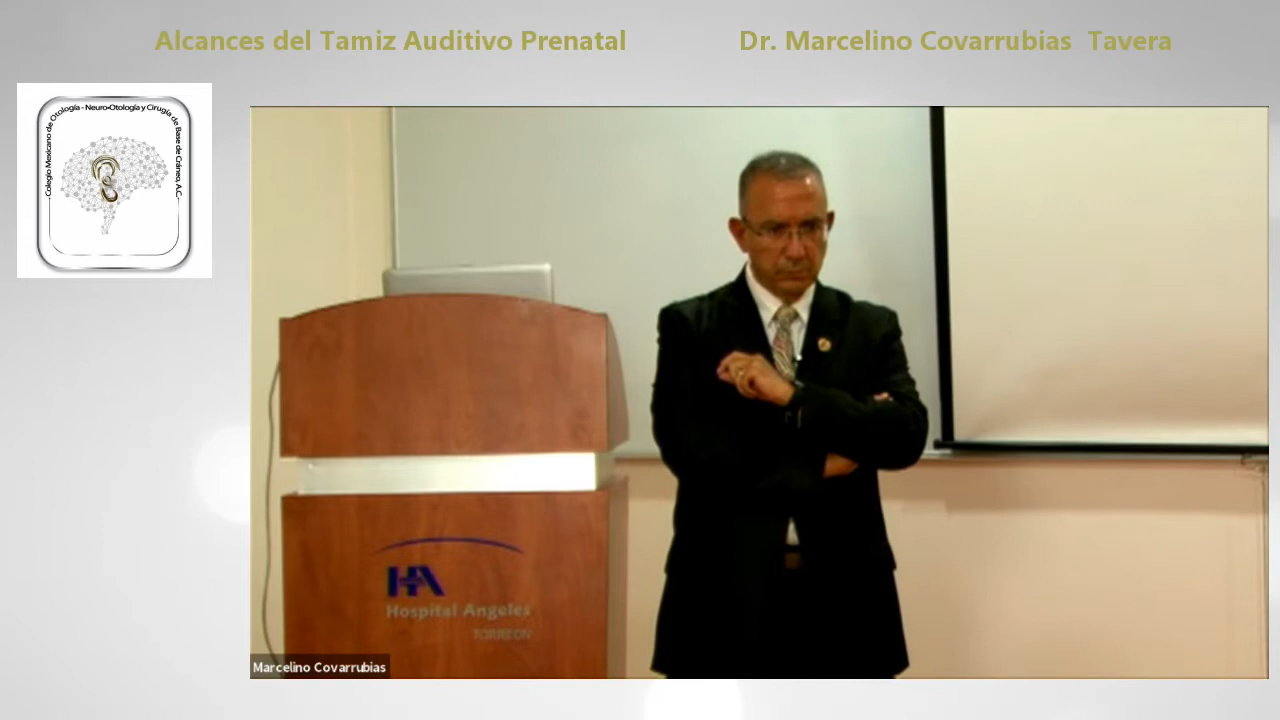 Alcances del Tamiz Auditivo Prenatal
Dr. Marcelino Covarrubias Tavera
Colegio Mexicano de Otología - Neuro-Otología y Cirugía de Base de Cráneo, A.C.
HA
Hospital Angeles
TORREÓN
Marcelino Covarrubias